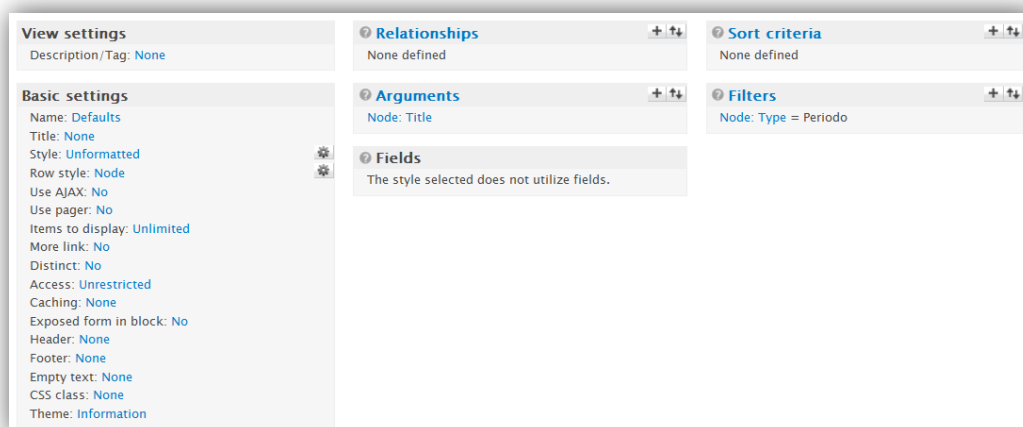 View settings
Description/Tag: None
Basic settings
Name: Defaults
Title: None
Style: Unformatted
Row style: Node
Use AJAX: No
Use pager: No
Items to display: Unlimited
More link: No
Distinct: No
Access: Unrestricted
Caching: None
Exposed form in block: No
Header: None
Footer: None
Empty text: None
CSS class: None
Theme: Information
Relationships
None defined
Arguments
Node: Title
Fields
The style selected does not utilize fields.
Sort criteria
None defined
Filters
Node: Type = Periodo